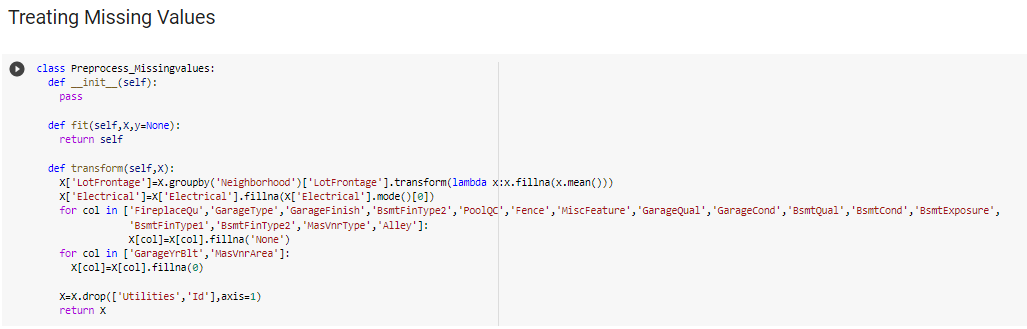 Treating Missing Values
class Preprocess_Missingvalues:
def __init__(self):
pass
def fit(self,X,y=None):
return self
def transform(self,X):
X['LotFrontage']=X.groupby('Neighborhood')['LotFrontage'].transform(lambda x:x.fillna(x.mean()))
X['Electrical']=X['Electrical'].fillna(X['Electrical'].mode()[0])
for col in ['FireplaceQu','GarageType','GarageFinish','BsmtFinType2','PoolQC','Fence','MiscFeature','GarageQual','GarageCond','BsmtQual','BsmtCond','BsmtExposure',
'BsmtFinType1','BsmtFinType2','MasVnrType','Alley']:
X[col]=X[col].fillna('None')
for col in ['GarageYrBlt','MasVnrArea']:
X[col]=X[col].fillna(0)
X=X.drop(['Utilities','Id'],axis=1)
return X